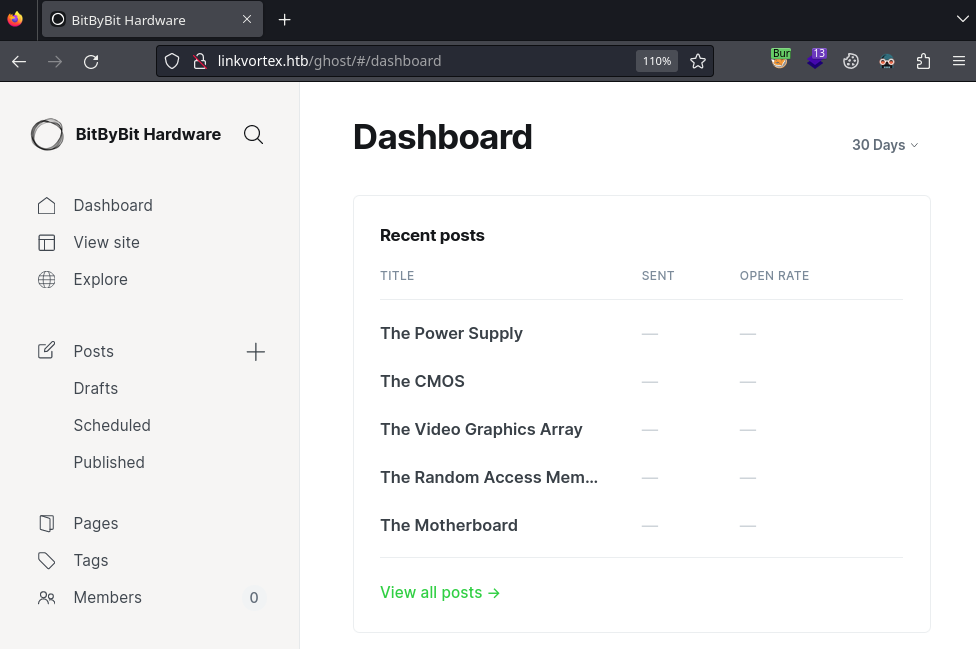 BitByBit Hardware
linkvortex.htb/ghost/#/dashboard 110% Bur 13
BitByBit Hardware
Dashboard
View site
Explore
Posts
Drafts
Scheduled
Published
Pages
Tags
Members 0
Dashboard
30 Days
Recent posts
TITLE SENT OPEN RATE
The Power Supply — —
The CMOS — —
The Video Graphics Array — —
The Random Access Mem... — —
The Motherboard — —
View all posts →